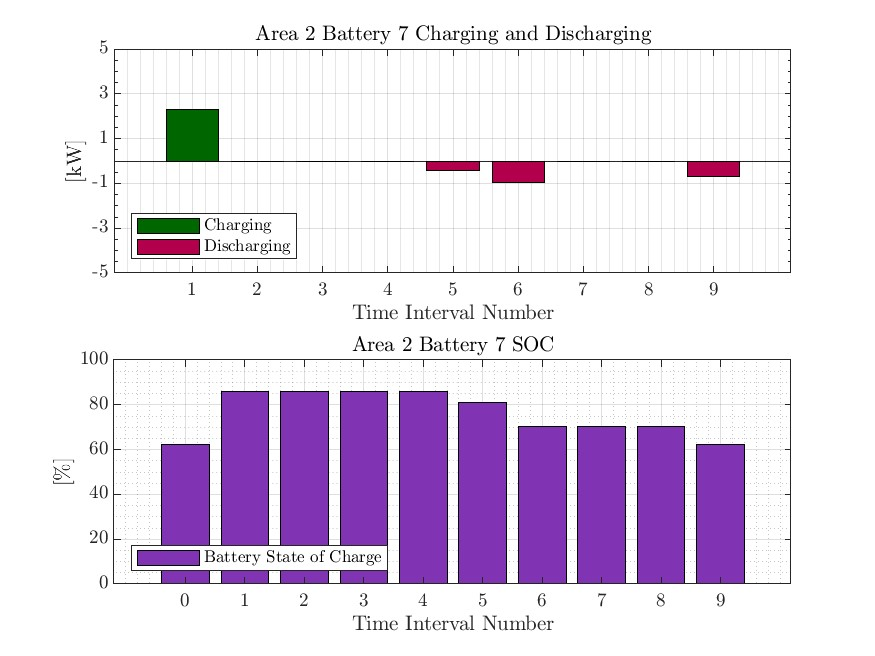 Area 2 Battery 7 Charging and Discharging
5
3
1
-1
-3
-5
[kW]
Charging
Discharging
1 2 3 4 5 6 7 8 9
Time Interval Number
Area 2 Battery 7 SOC
100
80
60
40
20
0
[%]
Battery State of Charge
0 1 2 3 4 5 6 7 8 9
Time Interval Number